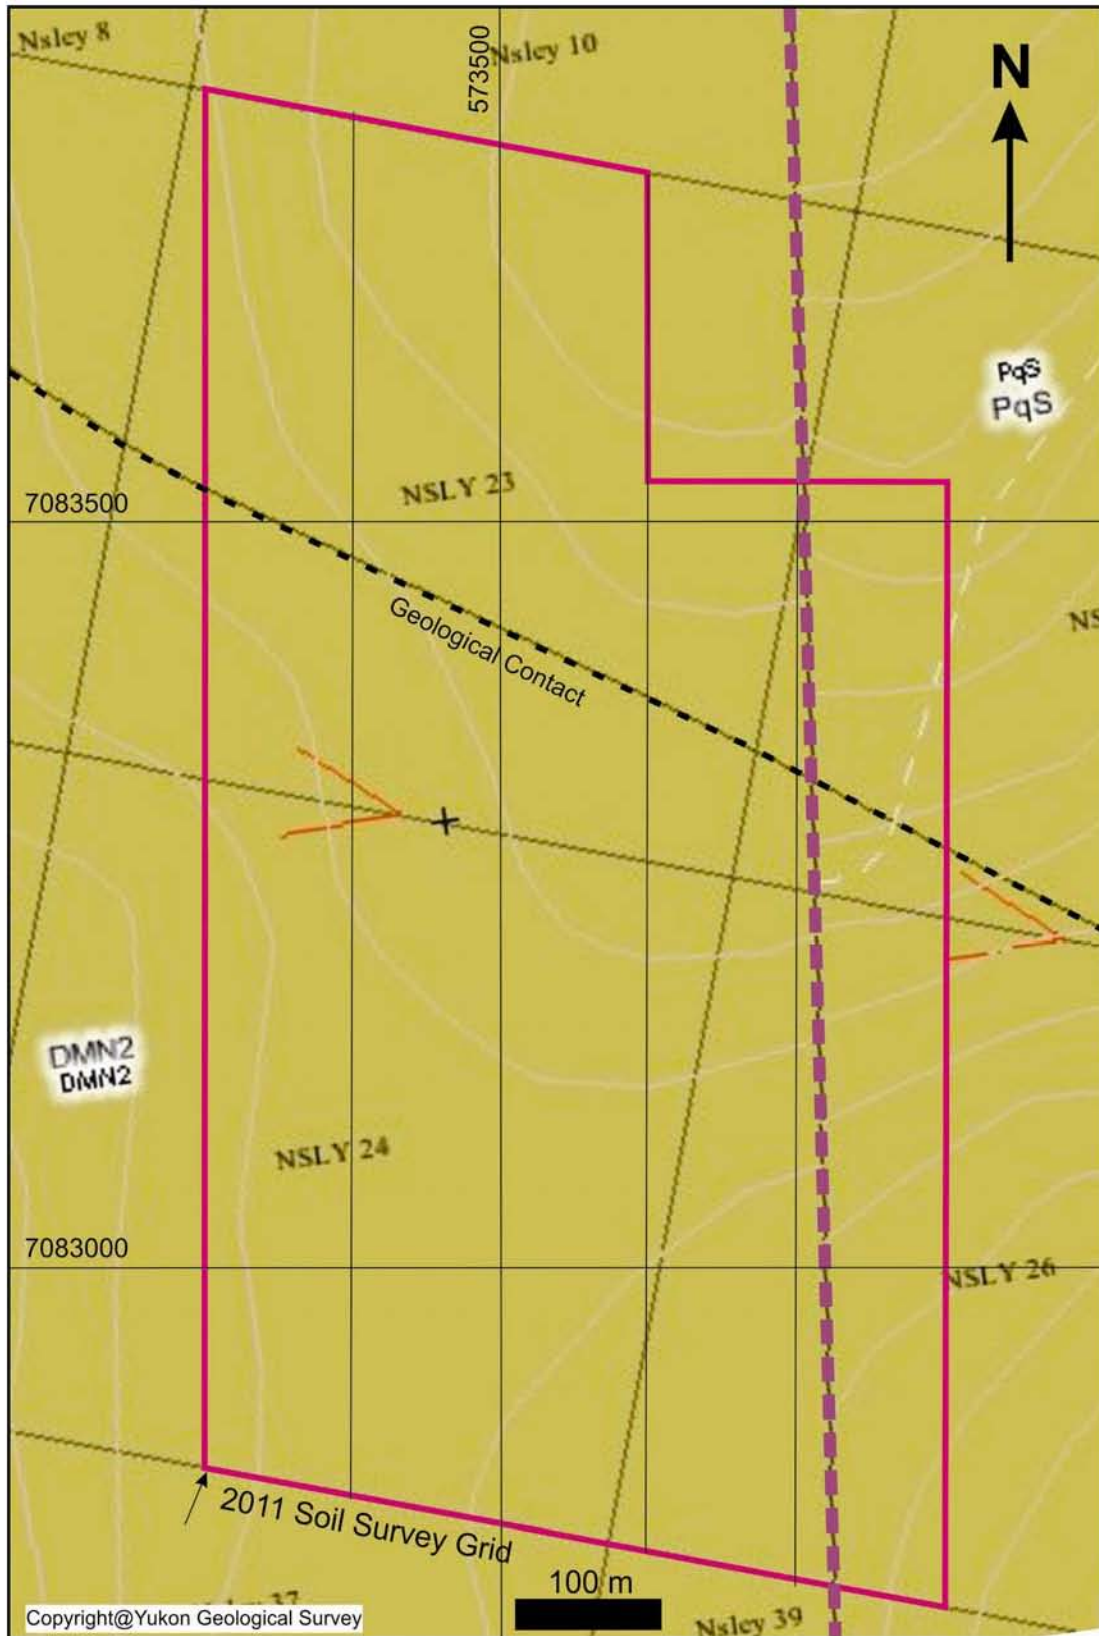 Nsley 8
573500
Nsley 10
N
PqS
PqS
NSLY 23
7083500
Geological Contact
DMN2
DMN2
NSLY 24
7083000
NSLY 26
2011 Soil Survey Grid
100 m
Copyright@Yukon Geological Survey
Nsley 39